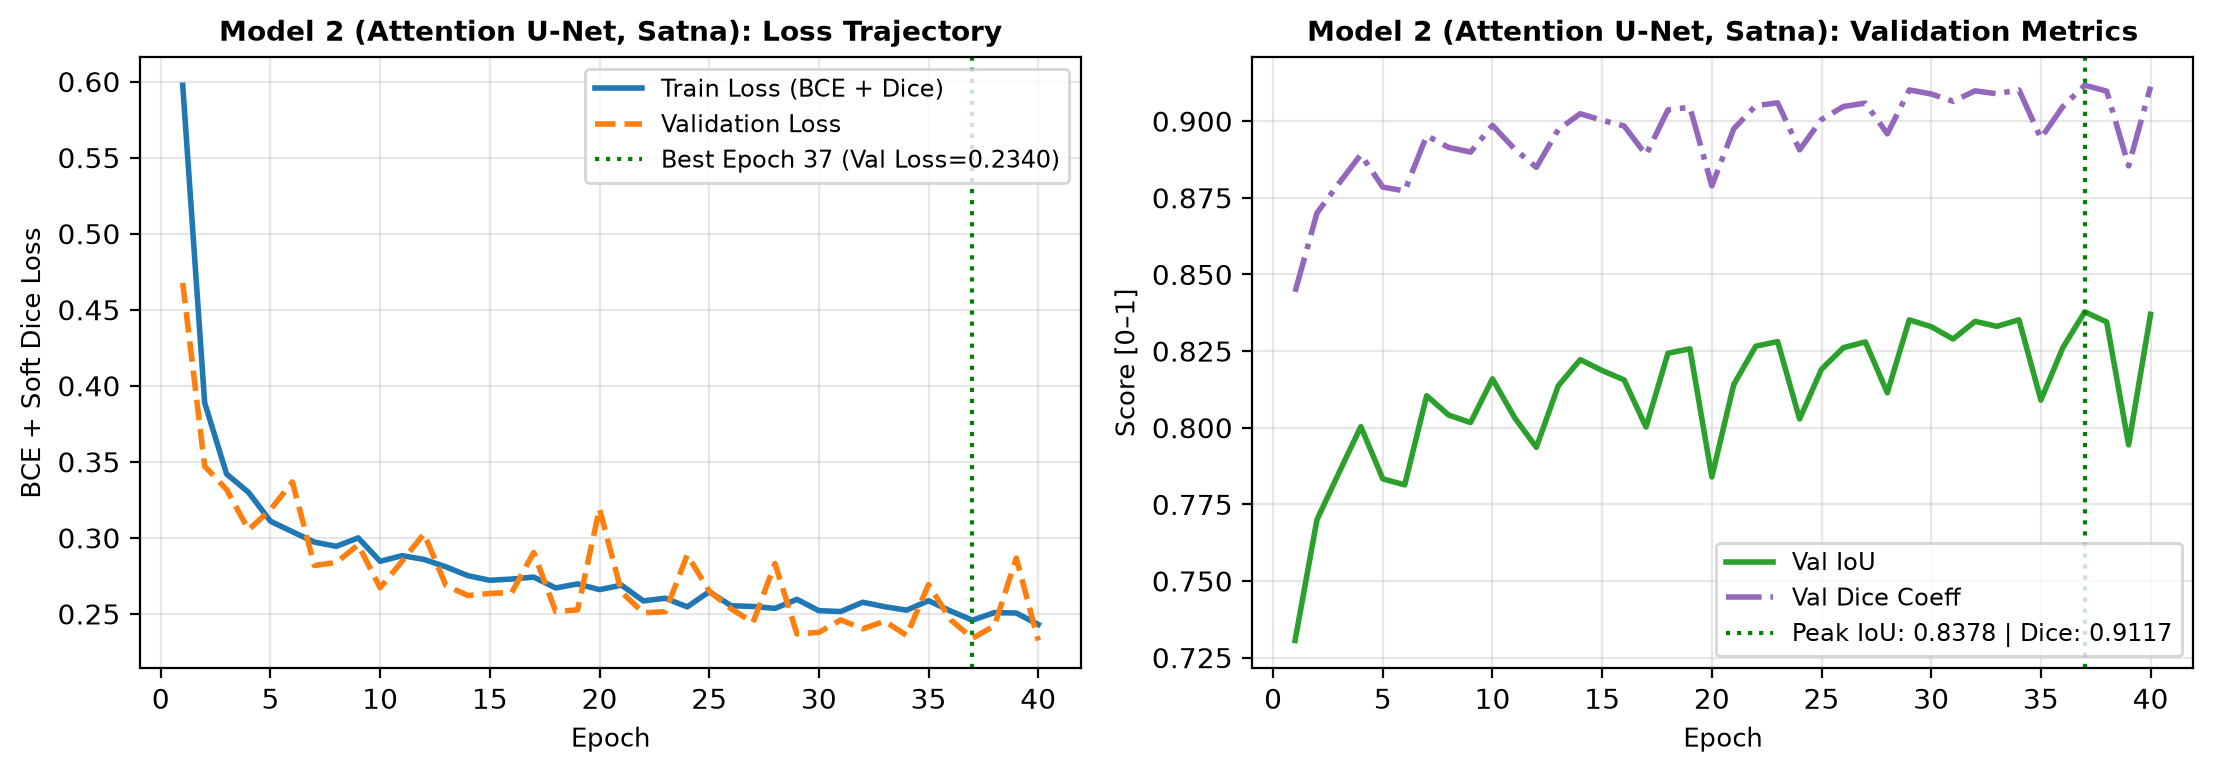 Model 2 (Attention U-Net, Satna): Loss Trajectory
BCE + Soft Dice Loss
0.60
0.55
0.50
0.45
0.40
0.35
0.30
0.25
Train Loss (BCE + Dice)
Validation Loss
Best Epoch 37 (Val Loss=0.2340)
0 5 10 15 20 25 30 35 40
Epoch
Model 2 (Attention U-Net, Satna): Validation Metrics
Score [0–1]
0.900
0.875
0.850
0.825
0.800
0.775
0.750
0.725
Val IoU
Val Dice Coeff
Peak IoU: 0.8378 | Dice: 0.9117
0 5 10 15 20 25 30 35 40
Epoch